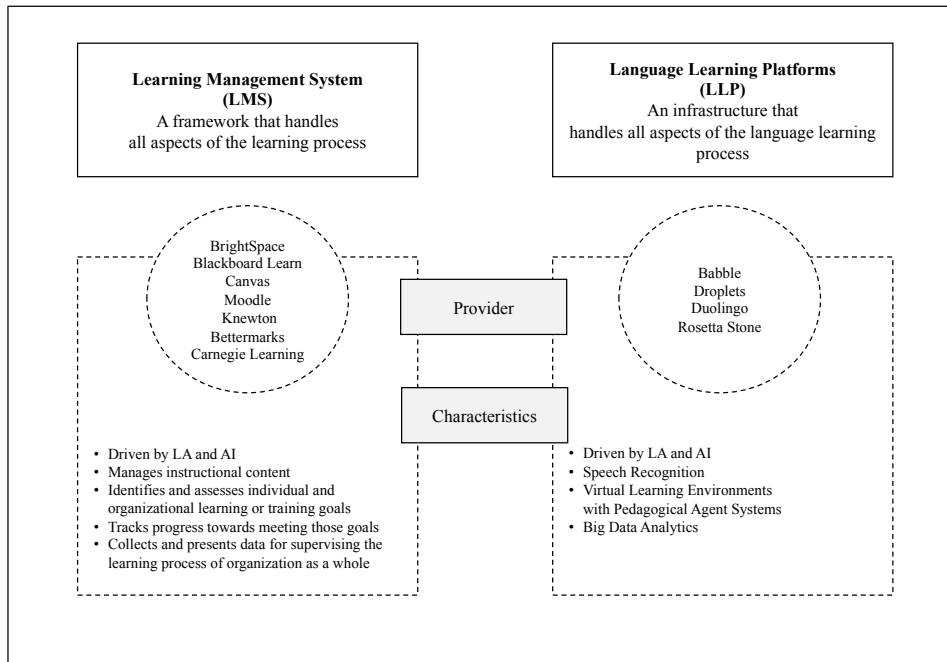 Learning Management System
(LMS)
A framework that handles
all aspects of the learning process
Language Learning Platforms
(LLP)
An infrastructure that
handles all aspects of the language learning
process
BrightSpace
Blackboard Learn
Canvas
Moodle
Knewton
Bettermarks
Carnegie Learning
Provider
Babble
Droplets
Duolingo
Rosetta Stone
Characteristics
• Driven by LA and AI
• Manages instructional content
• Identifies and assesses individual and
organizational learning or training goals
• Tracks progress towards meeting those goals
• Collects and presents data for supervising the
learning process of organization as a whole
• Driven by LA and AI
• Speech Recognition
• Virtual Learning Environments
with Pedagogical Agent Systems
• Big Data Analytics